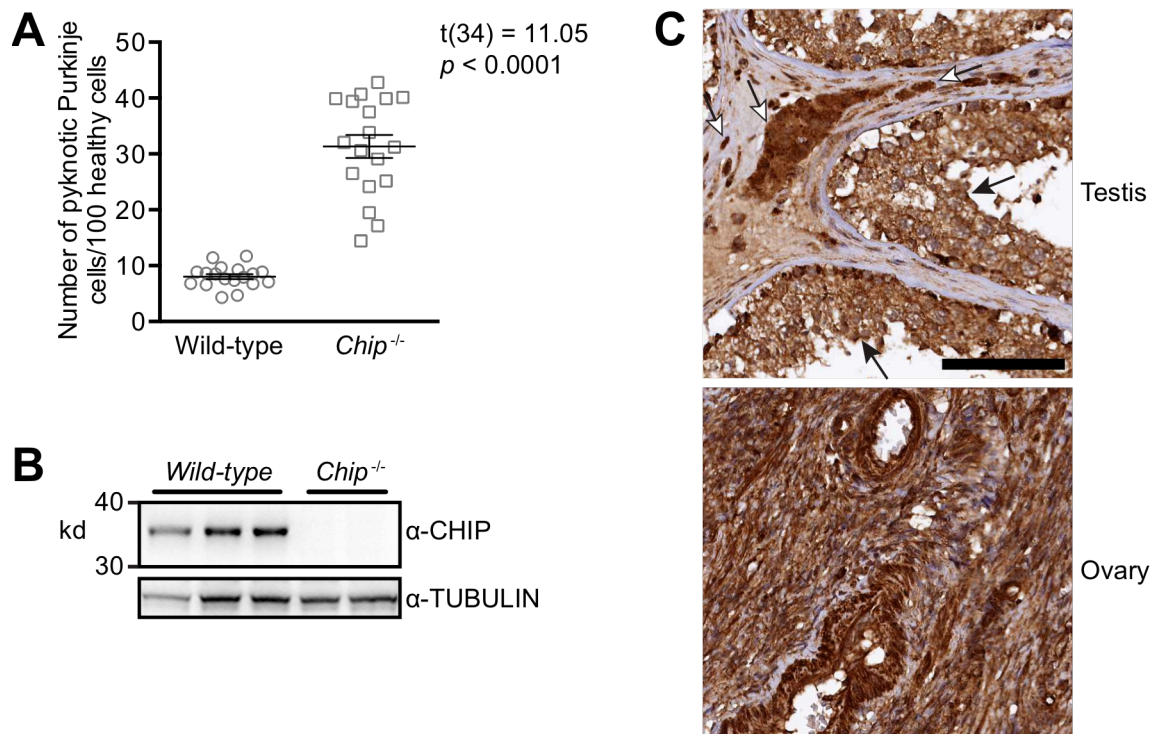 A
Number of pyknotic Purkinje
cells/100 healthy cells
50
40
30
20
10
0
t(34) = 11.05
p < 0.0001
Wild-type
Chip -/-
B
Wild-type
Chip -/-
kd
40
30
α-CHIP
α-TUBULIN
C
Testis
Ovary